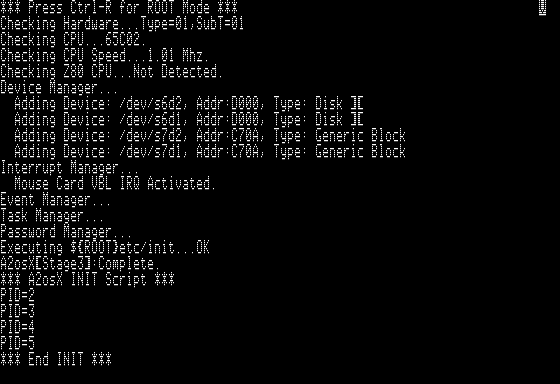 *** Press Ctrl-R for ROOT Mode ***
Checking Hardware...Type=01,SubT=01
Checking CPU...65C02.
Checking CPU Speed...1.01 Mhz.
Checking Z80 CPU...Not Detected.
Device Manager...
  Adding Device: /dev/s6d2, Addr:D000, Type: Disk ][
  Adding Device: /dev/s6d1, Addr:D000, Type: Disk ][
  Adding Device: /dev/s7d2, Addr:C70A, Type: Generic Block
  Adding Device: /dev/s7d1, Addr:C70A, Type: Generic Block
Interrupt Manager...
  Mouse Card VBL IRQ Activated.
Event Manager...
Task Manager...
Password Manager...
Executing ${ROOT}etc/init...OK
A2osX[Stage3]:Complete.
*** A2osX INIT Script ***
PID=2
PID=3
PID=4
PID=5
*** End INIT ***